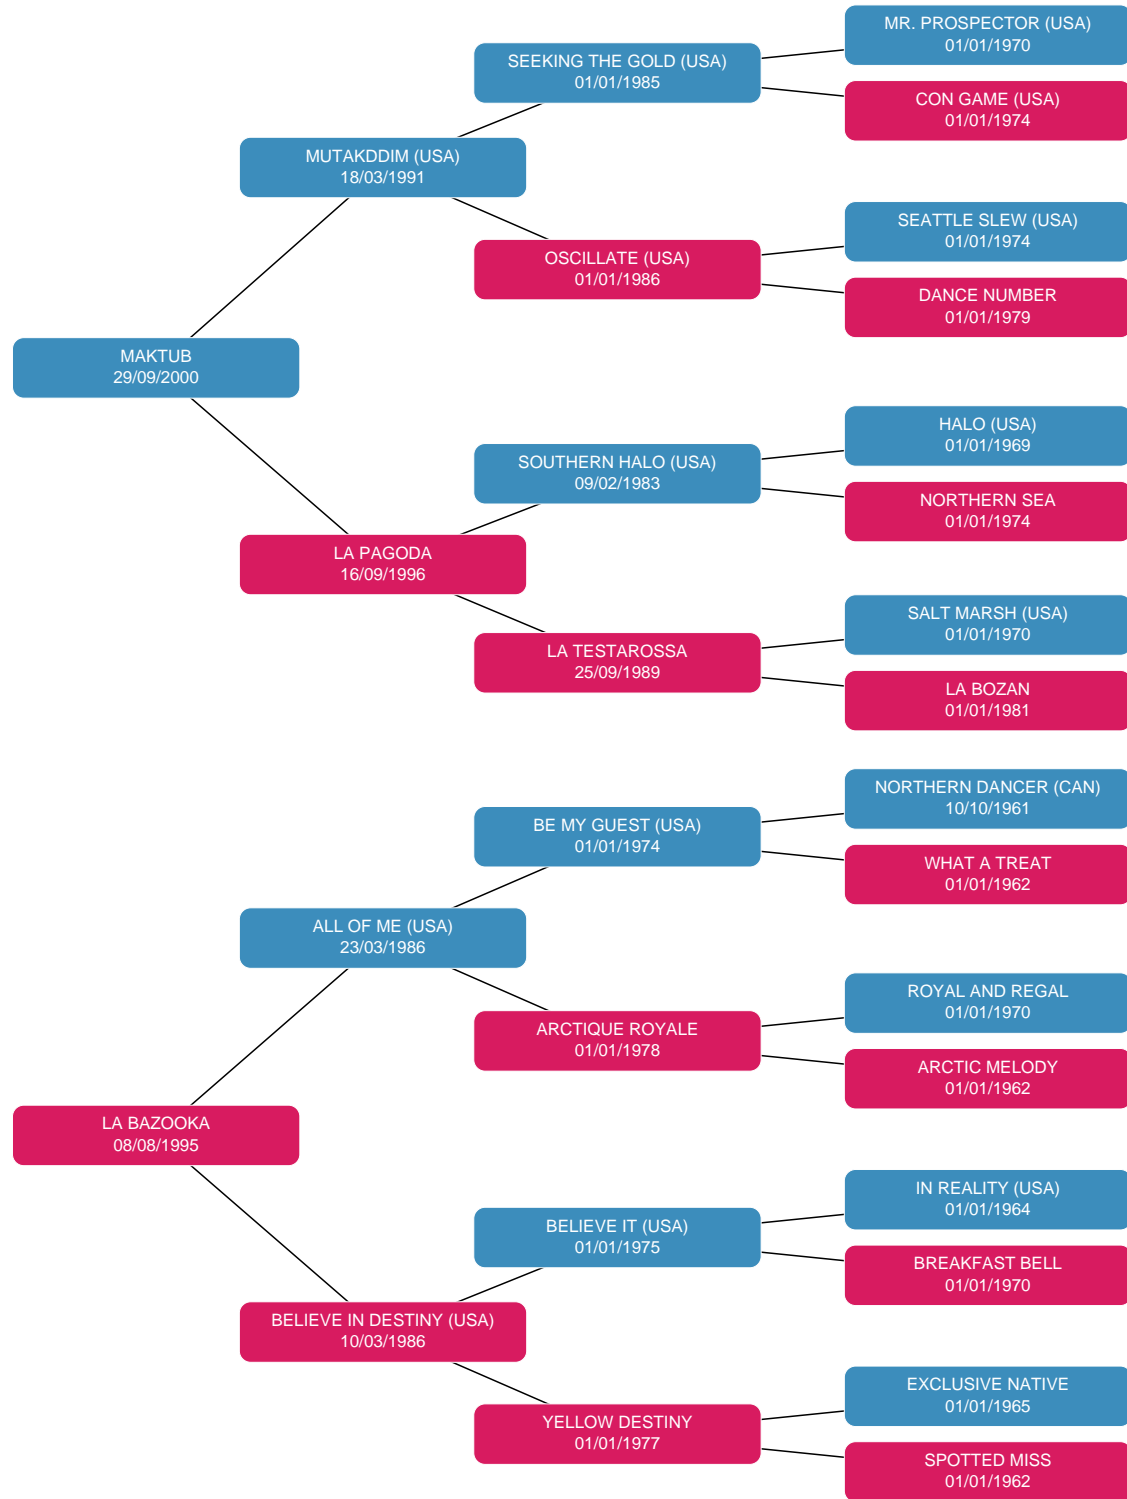 MR. PROSPECTOR (USA)
01/01/1970
SEEKING THE GOLD (USA)
01/01/1985
CON GAME (USA)
01/01/1974
MUTAKDDIM (USA)
18/03/1991
SEATTLE SLEW (USA)
01/01/1974
OSCILLATE (USA)
01/01/1986
DANCE NUMBER
01/01/1979
MAKTUB
29/09/2000
HALO (USA)
01/01/1969
SOUTHERN HALO (USA)
09/02/1983
NORTHERN SEA
01/01/1974
LA PAGODA
16/09/1996
SALT MARSH (USA)
01/01/1970
LA TESTAROSSA
25/09/1989
LA BOZAN
01/01/1981
NORTHERN DANCER (CAN)
10/10/1961
BE MY GUEST (USA)
01/01/1974
WHAT A TREAT
01/01/1962
ALL OF ME (USA)
23/03/1986
ROYAL AND REGAL
01/01/1970
ARCTIQUE ROYALE
01/01/1978
ARCTIC MELODY
01/01/1962
LA BAZOOKA
08/08/1995
IN REALITY (USA)
01/01/1964
BELIEVE IT (USA)
01/01/1975
BREAKFAST BELL
01/01/1970
BELIEVE IN DESTINY (USA)
10/03/1986
EXCLUSIVE NATIVE
01/01/1965
YELLOW DESTINY
01/01/1977
SPOTTED MISS
01/01/1962